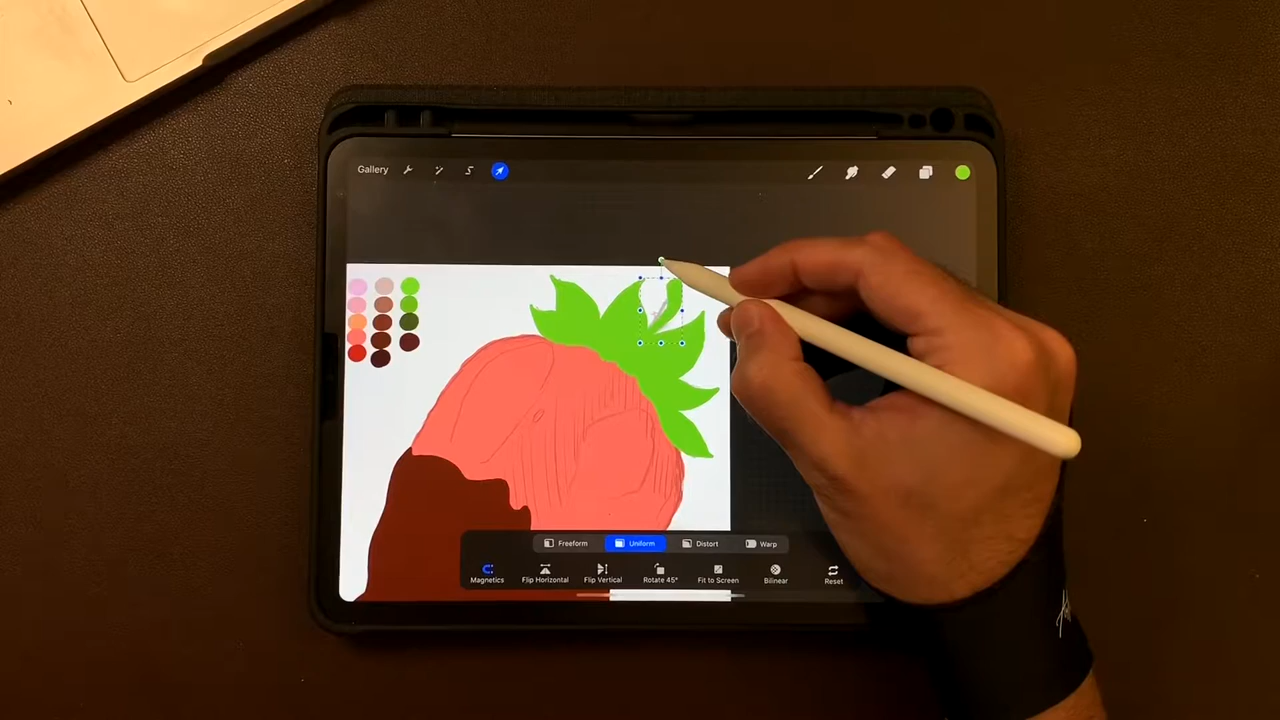 Gallery
Freeform Uniform Distort Warp
Magnetics Flip Horizontal Flip Vertical Rotate 45° Fit to Screen Bilinear Reset